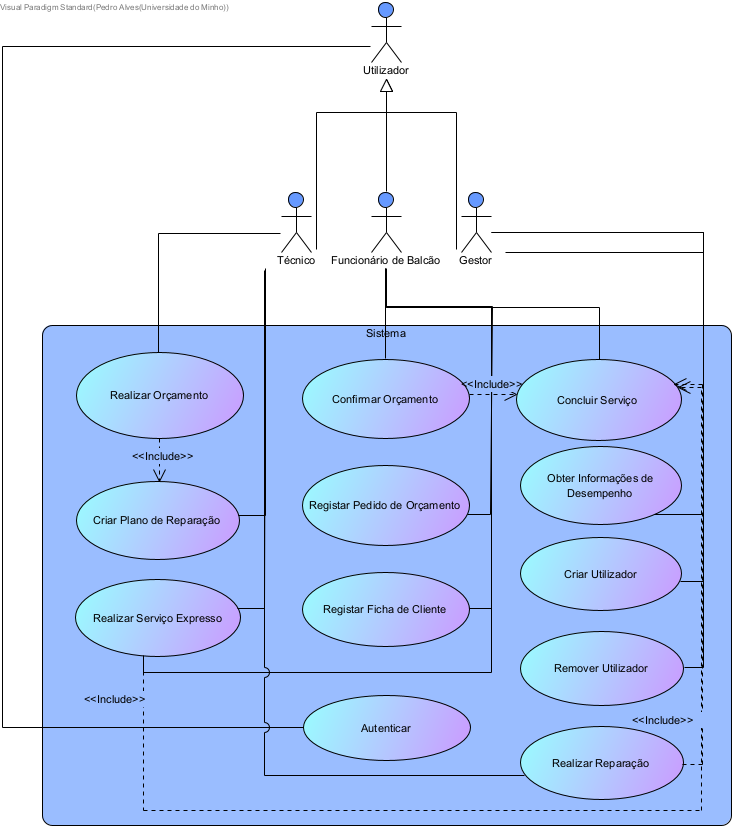 Visual Paradigm Standard(Pedro Alves(Universidade do Minho))
Utilizador
Técnico
Funcionário de Balcão
Gestor
Sistema
Realizar Orçamento
Confirmar Orçamento
<<Include>>
Concluir Serviço
<<Include>>
Criar Plano de Reparação
Registar Pedido de Orçamento
Obter Informações de
Desempenho
Criar Utilizador
Realizar Serviço Expresso
Registar Ficha de Cliente
Remover Utilizador
<<Include>>
Autenticar
<<Include>>
Realizar Reparação